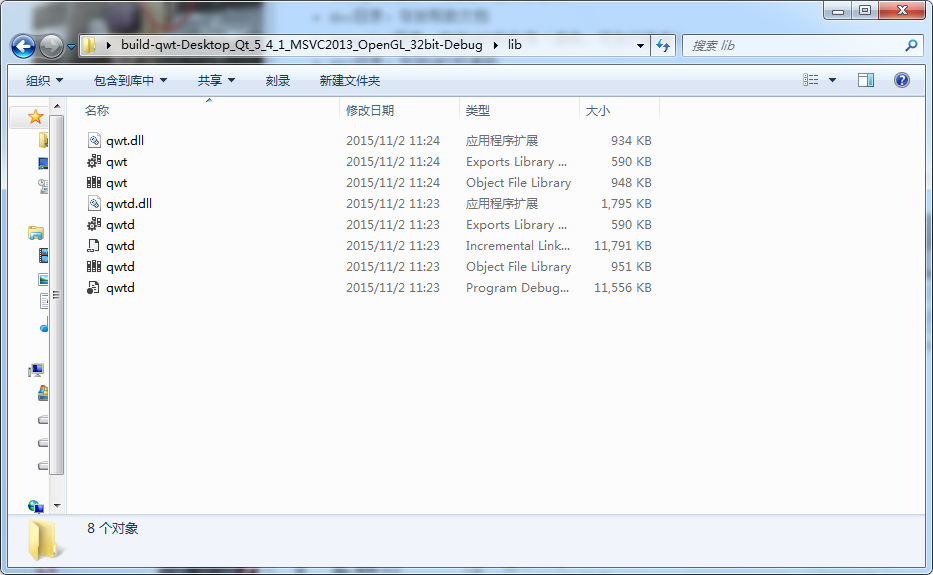 build-qwt-Desktop_Qt_5_4_1_MSVC2013_OpenGL_32bit-Debug lib 搜索 lib
组织 包含到库中 共享 刻录 新建文件夹
名称 修改日期 类型 大小
qwt.dll 2015/11/2 11:24 应用程序扩展 934 KB
qwt 2015/11/2 11:24 Exports Library ... 590 KB
qwt 2015/11/2 11:24 Object File Library 948 KB
qwtd.dll 2015/11/2 11:23 应用程序扩展 1,795 KB
qwtd 2015/11/2 11:23 Exports Library ... 590 KB
qwtd 2015/11/2 11:23 Incremental Link... 11,791 KB
qwtd 2015/11/2 11:23 Object File Library 951 KB
qwtd 2015/11/2 11:23 Program Debug... 11,556 KB
8 个对象